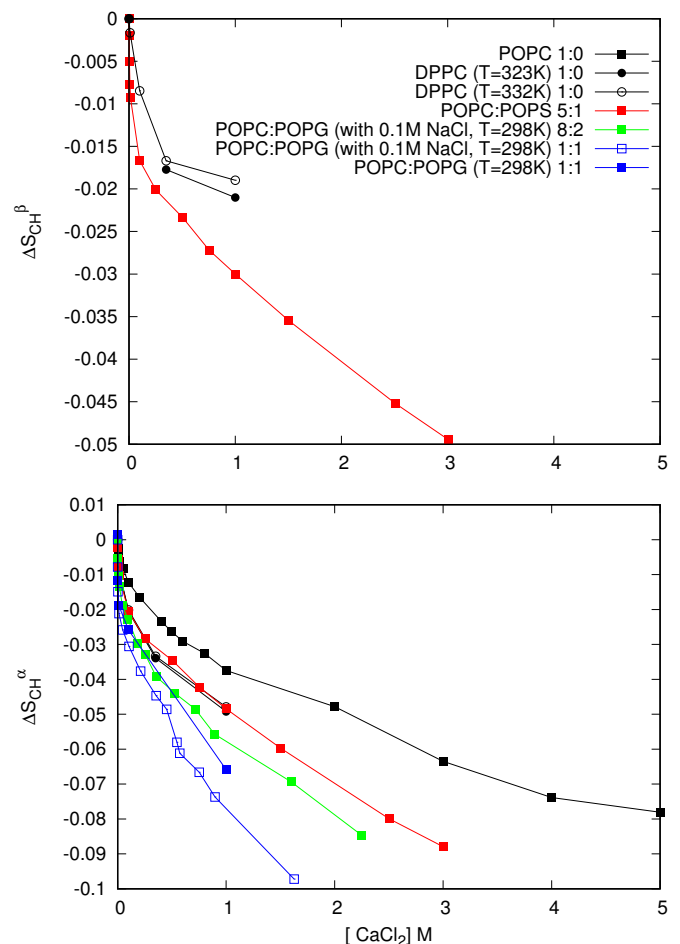 0
-0.005
-0.01
-0.015
-0.02
-0.025
-0.03
-0.035
-0.04
-0.045
-0.05
ΔS_CH^β
POPC 1:0
DPPC (T=323K) 1:0
DPPC (T=332K) 1:0
POPC:POPS 5:1
POPC:POPG (with 0.1M NaCl, T=298K) 8:2
POPC:POPG (with 0.1M NaCl, T=298K) 1:1
POPC:POPG (T=298K) 1:1
0 1 2 3 4 5
0.01
0
-0.01
-0.02
-0.03
-0.04
-0.05
-0.06
-0.07
-0.08
-0.09
-0.1
ΔS_CH^α
0 1 2 3 4 5
[ CaCl₂] M